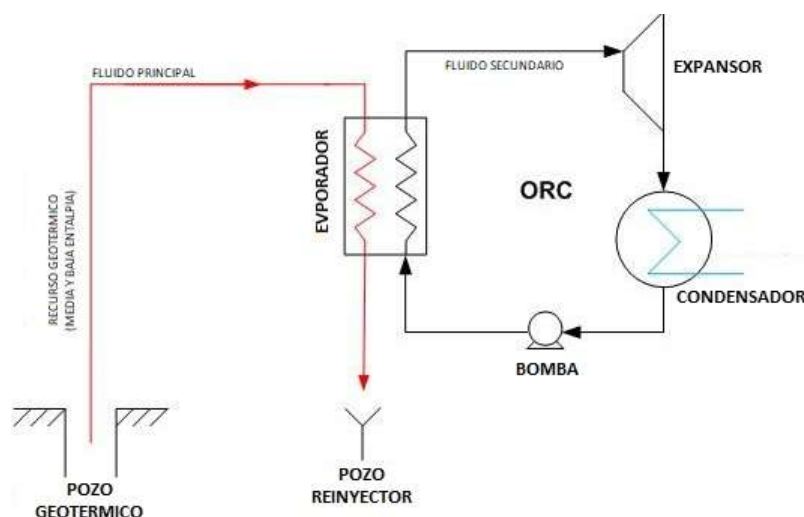 FLUIDO PRINCIPAL
FLUIDO SECUNDARIO
EXPANSOR
EVPORADOR
ORC
RECURSO GEOTERMICO
(MEDIA Y BAJA ENTALPIA)
CONDENSADOR
BOMBA
POZO
GEOTERMICO
POZO
REINYECTOR